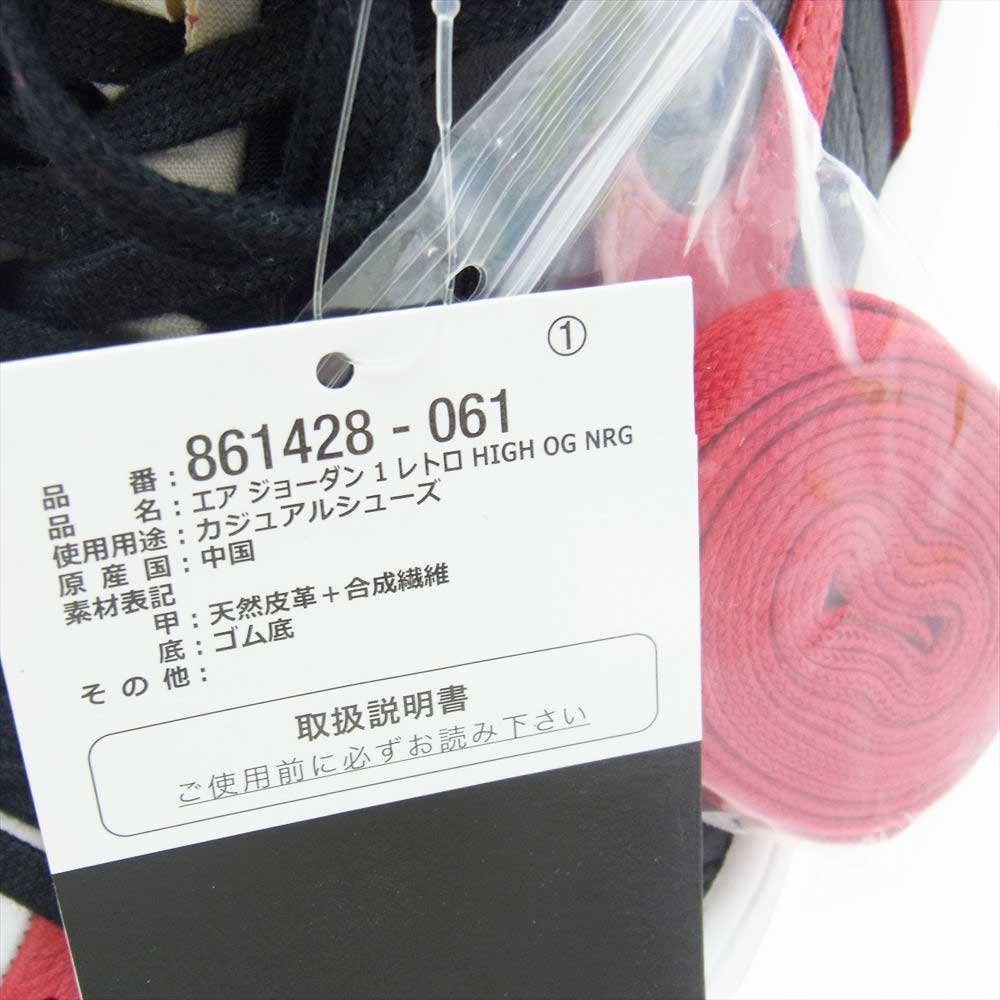 ①
品番：861428 - 061
品名：エア ジョーダン 1 レトロ HIGH OG NRG
使用用途：カジュアルシューズ
原産国：中国
素材表記
甲：天然皮革＋合成繊維
底：ゴム底
その他：
取扱説明書
ご使用前に必ずお読み下さい